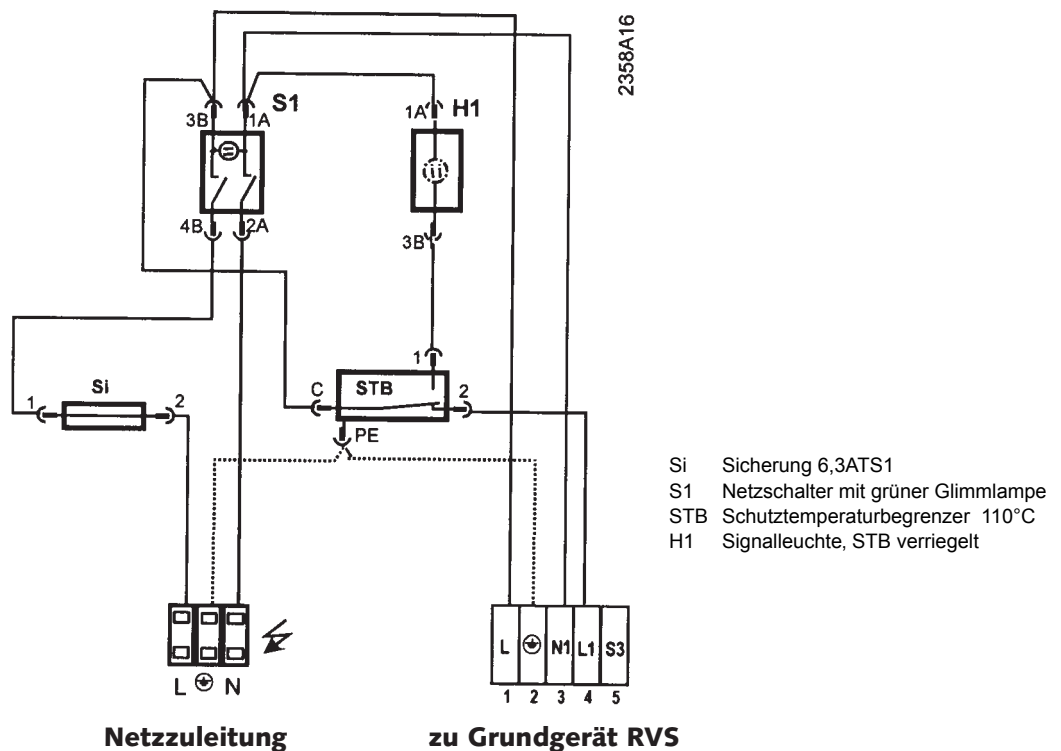 2358A16
S1
H1
3B
1A
1A
4B
2A
3B
1
Si
STB
C
2
1
2
PE
Si Sicherung 6,3ATS1
S1 Netzschalter mit grüner Glimmlampe
STB Schutztemperaturbegrenzer 110°C
H1 Signalleuchte, STB verriegelt
L N1 L1 S3
1 2 3 4 5
L N
Netzzuleitung
zu Grundgerät RVS